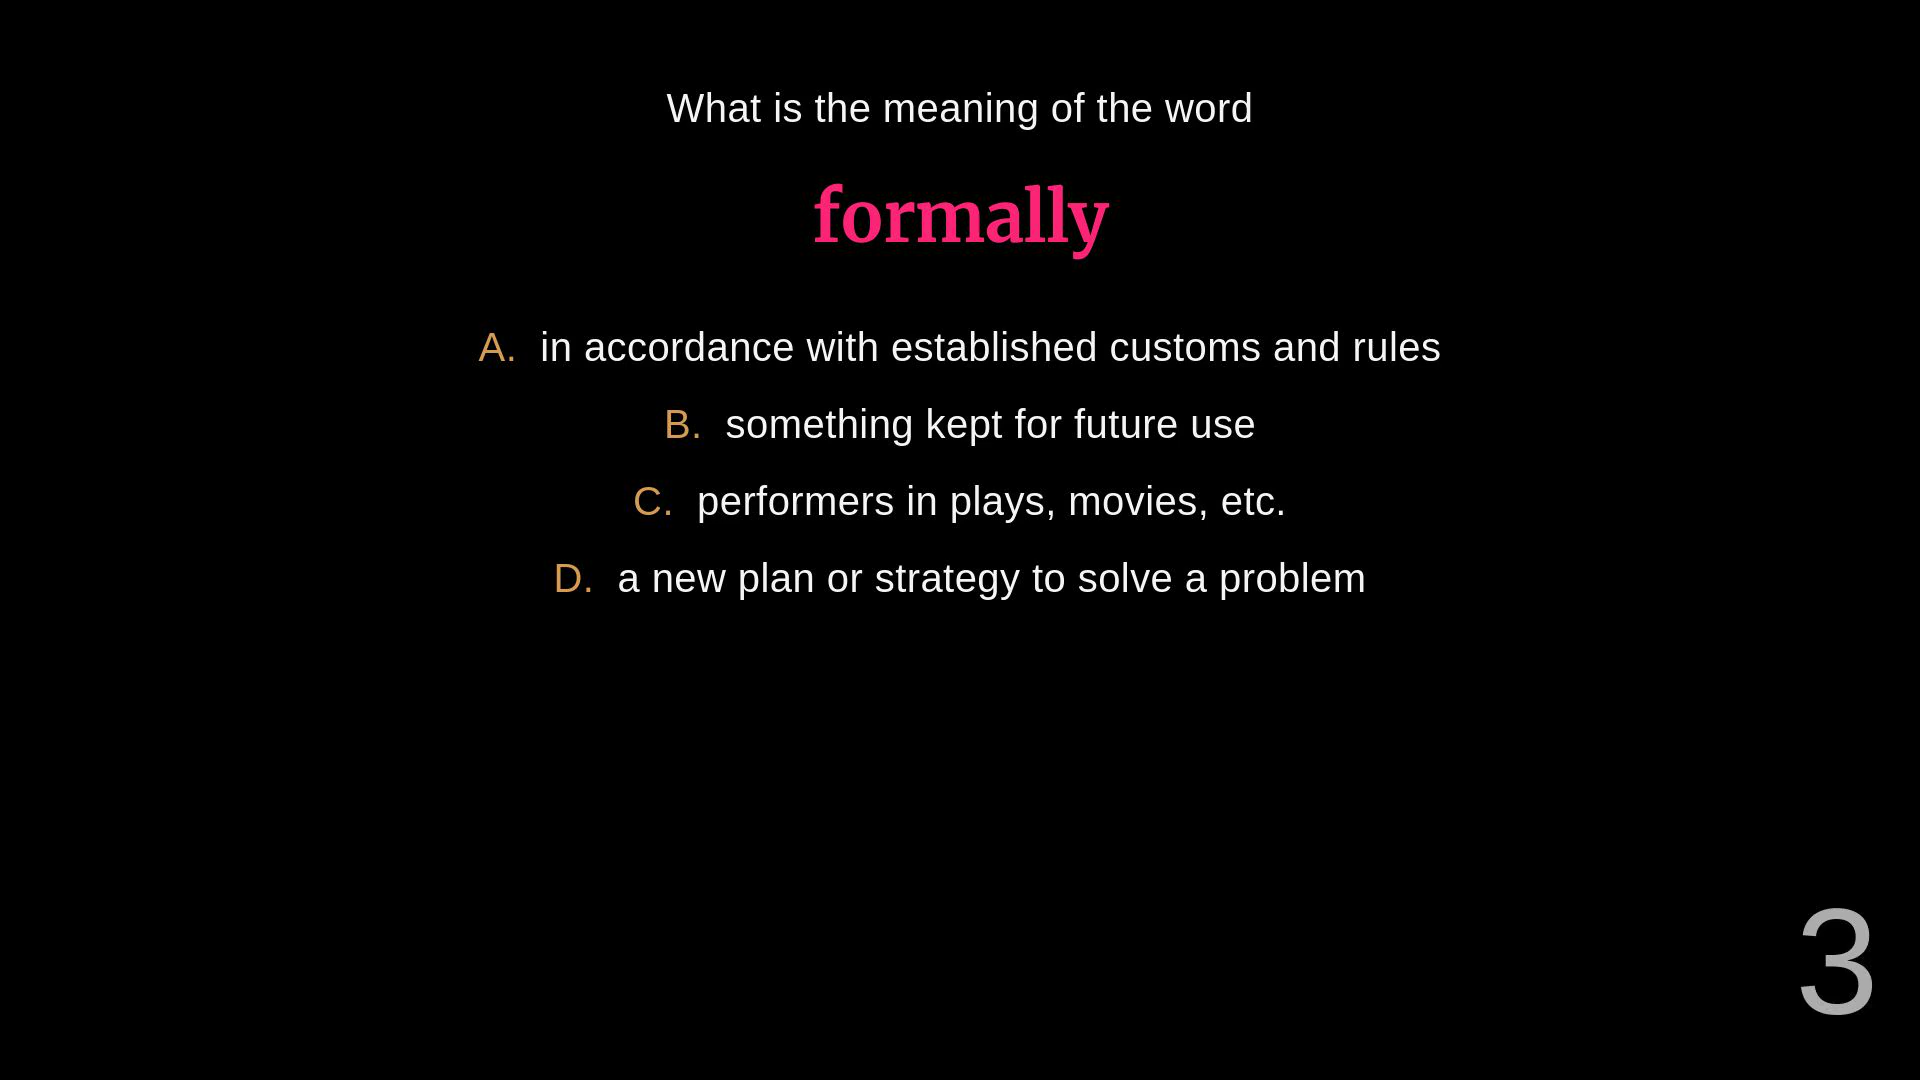 What is the meaning of the word
formally
A. in accordance with established customs and rules
B. something kept for future use
C. performers in plays, movies, etc.
D. a new plan or strategy to solve a problem
3